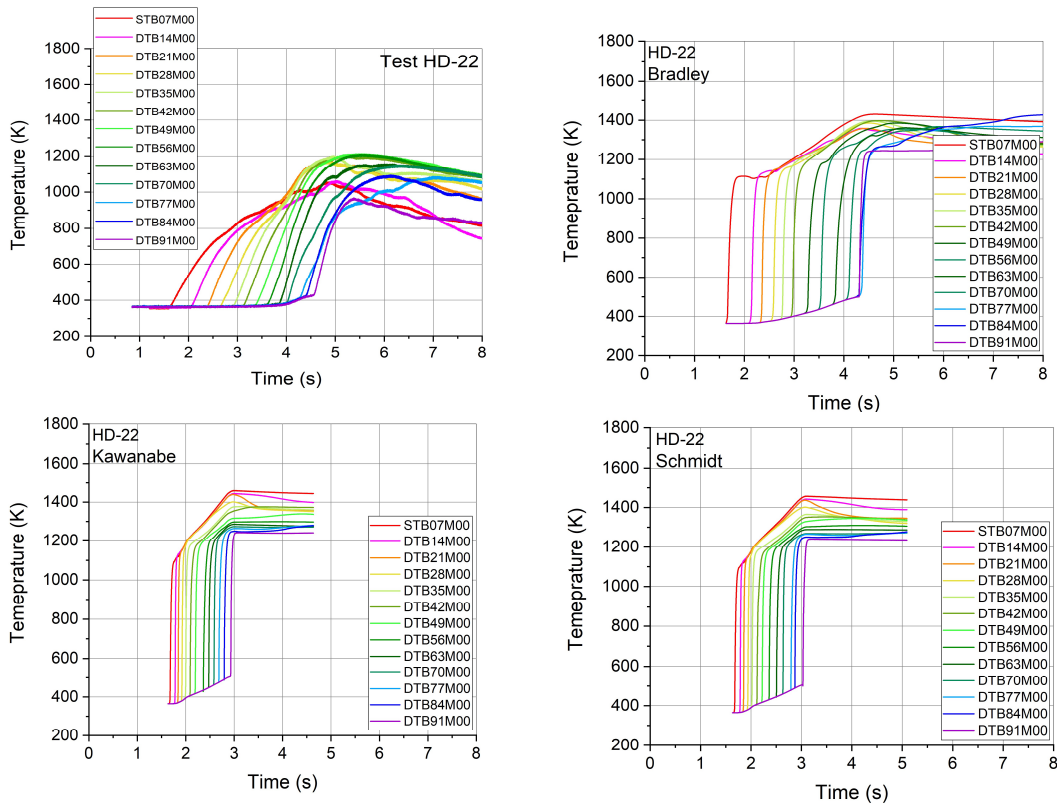 STB07M00
DTB14M00
DTB21M00
DTB28M00
DTB35M00
DTB42M00
DTB49M00
DTB56M00
DTB63M00
DTB70M00
DTB77M00
DTB84M00
DTB91M00
Test HD-22
1800
1600
1400
1200
1000
800
600
400
200
0 1 2 3 4 5 6 7 8
Temperature (K)
Time (s)
HD-22
Bradley
1800
1600
1400
1200
1000
800
600
400
200
1 2 3 4 5 6 7 8
Temeprature (K)
Time (s)
STB07M00
DTB14M00
DTB21M00
DTB28M00
DTB35M00
DTB42M00
DTB49M00
DTB56M00
DTB63M00
DTB70M00
DTB77M00
DTB84M00
DTB91M00
HD-22
Kawanabe
1800
1600
1400
1200
1000
800
600
400
200
0 1 2 3 4 5 6 7 8
Temeprature (K)
Time (s)
STB07M00
DTB14M00
DTB21M00
DTB28M00
DTB35M00
DTB42M00
DTB49M00
DTB56M00
DTB63M00
DTB70M00
DTB77M00
DTB84M00
DTB91M00
HD-22
Schmidt
1800
1600
1400
1200
1000
800
600
400
200
0 1 2 3 4 5 6 7 8
Temeprature (K)
Time (s)
STB07M00
DTB14M00
DTB21M00
DTB28M00
DTB35M00
DTB42M00
DTB49M00
DTB56M00
DTB63M00
DTB70M00
DTB77M00
DTB84M00
DTB91M00